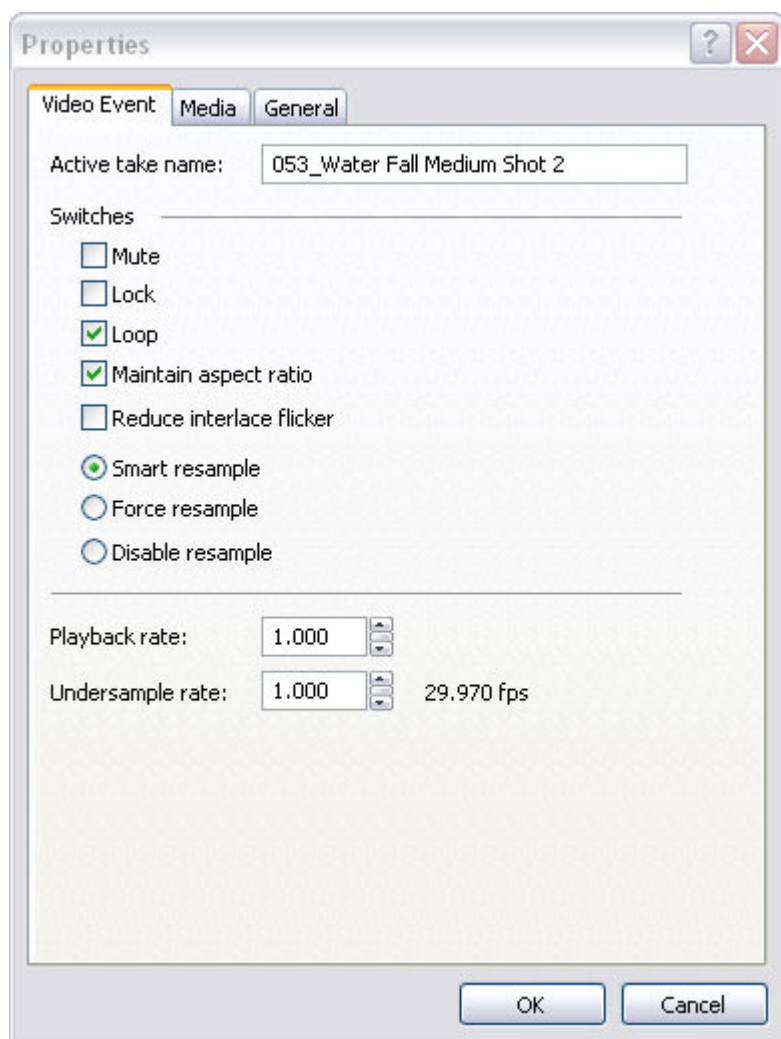 Properties
Video Event Media General
Active take name: 053_Water Fall Medium Shot 2
Switches
Mute
Lock
Loop
Maintain aspect ratio
Reduce interlace flicker
Smart resample
Force resample
Disable resample
Playback rate: 1.000
Undersample rate: 1.000 29.970 fps
OK Cancel